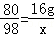 80/98 = 16g/x